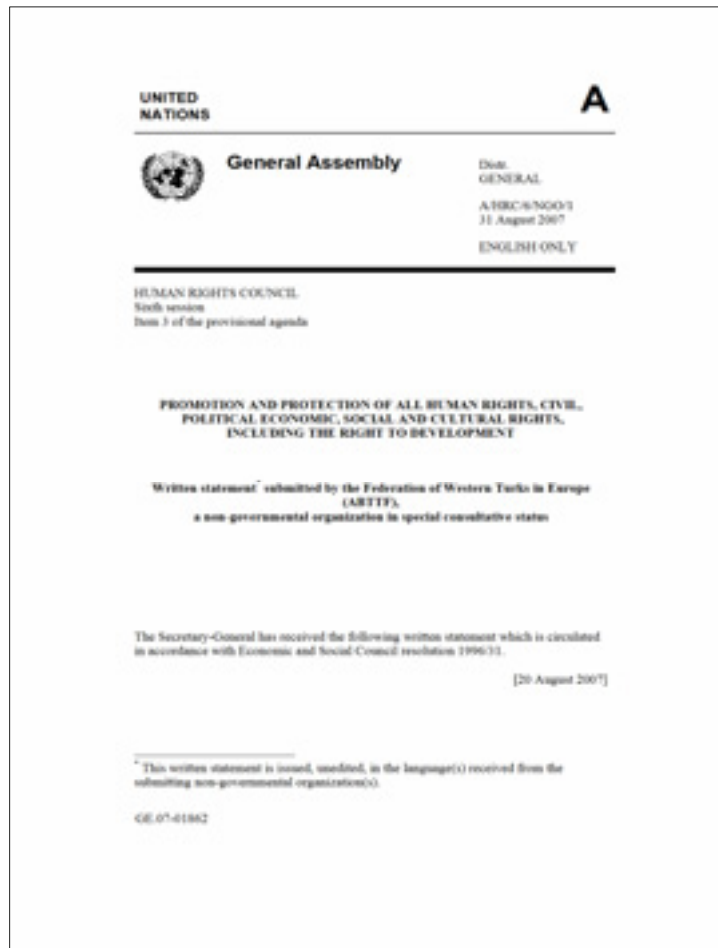 UNITED
NATIONS
A
General Assembly
Distr.
GENERAL
A/HRC/6/NGO/1
31 August 2007
ENGLISH ONLY
HUMAN RIGHTS COUNCIL
Sixth session
Item 3 of the provisional agenda
PROMOTION AND PROTECTION OF ALL HUMAN RIGHTS, CIVIL,
POLITICAL ECONOMIC, SOCIAL AND CULTURAL RIGHTS,
INCLUDING THE RIGHT TO DEVELOPMENT
Written statement* submitted by the Federation of Western Turks in Europe
(ABTTF),
a non-governmental organization in special consultative status
The Secretary-General has received the following written statement which is circulated
in accordance with Economic and Social Council resolution 1996/31.
[20 August 2007]
* This written statement is issued, unedited, in the language(s) received from the
submitting non-governmental organization(s).
GE.07-01862